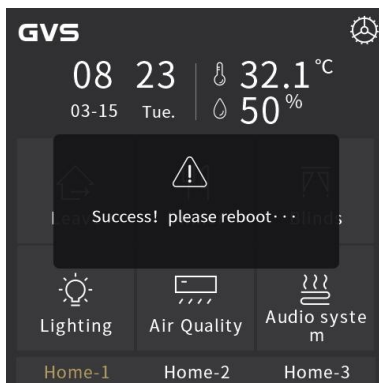 GVS
08 23 32.1°C
03-15 Tue. 50%
Success! please reboot···
Lighting Air Quality Audio syste
m
Home-1 Home-2 Home-3